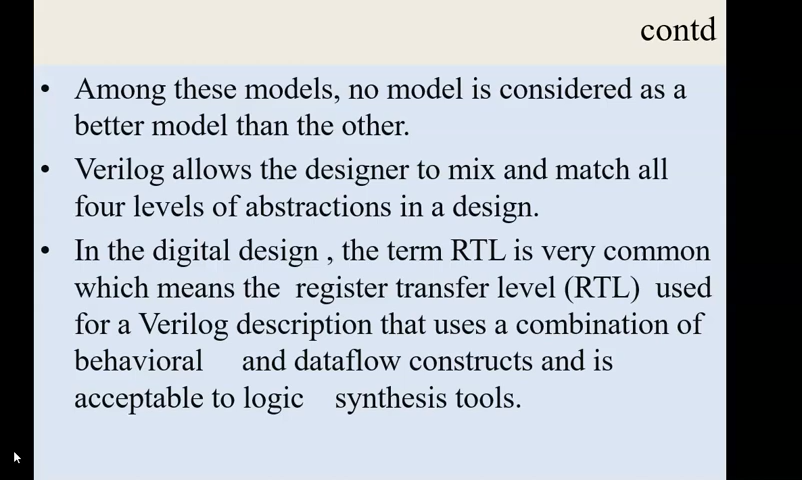 contd
• Among these models, no model is considered as a
better model than the other.
• Verilog allows the designer to mix and match all
four levels of abstractions in a design.
• In the digital design , the term RTL is very common
which means the register transfer level (RTL) used
for a Verilog description that uses a combination of
behavioral and dataflow constructs and is
acceptable to logic synthesis tools.